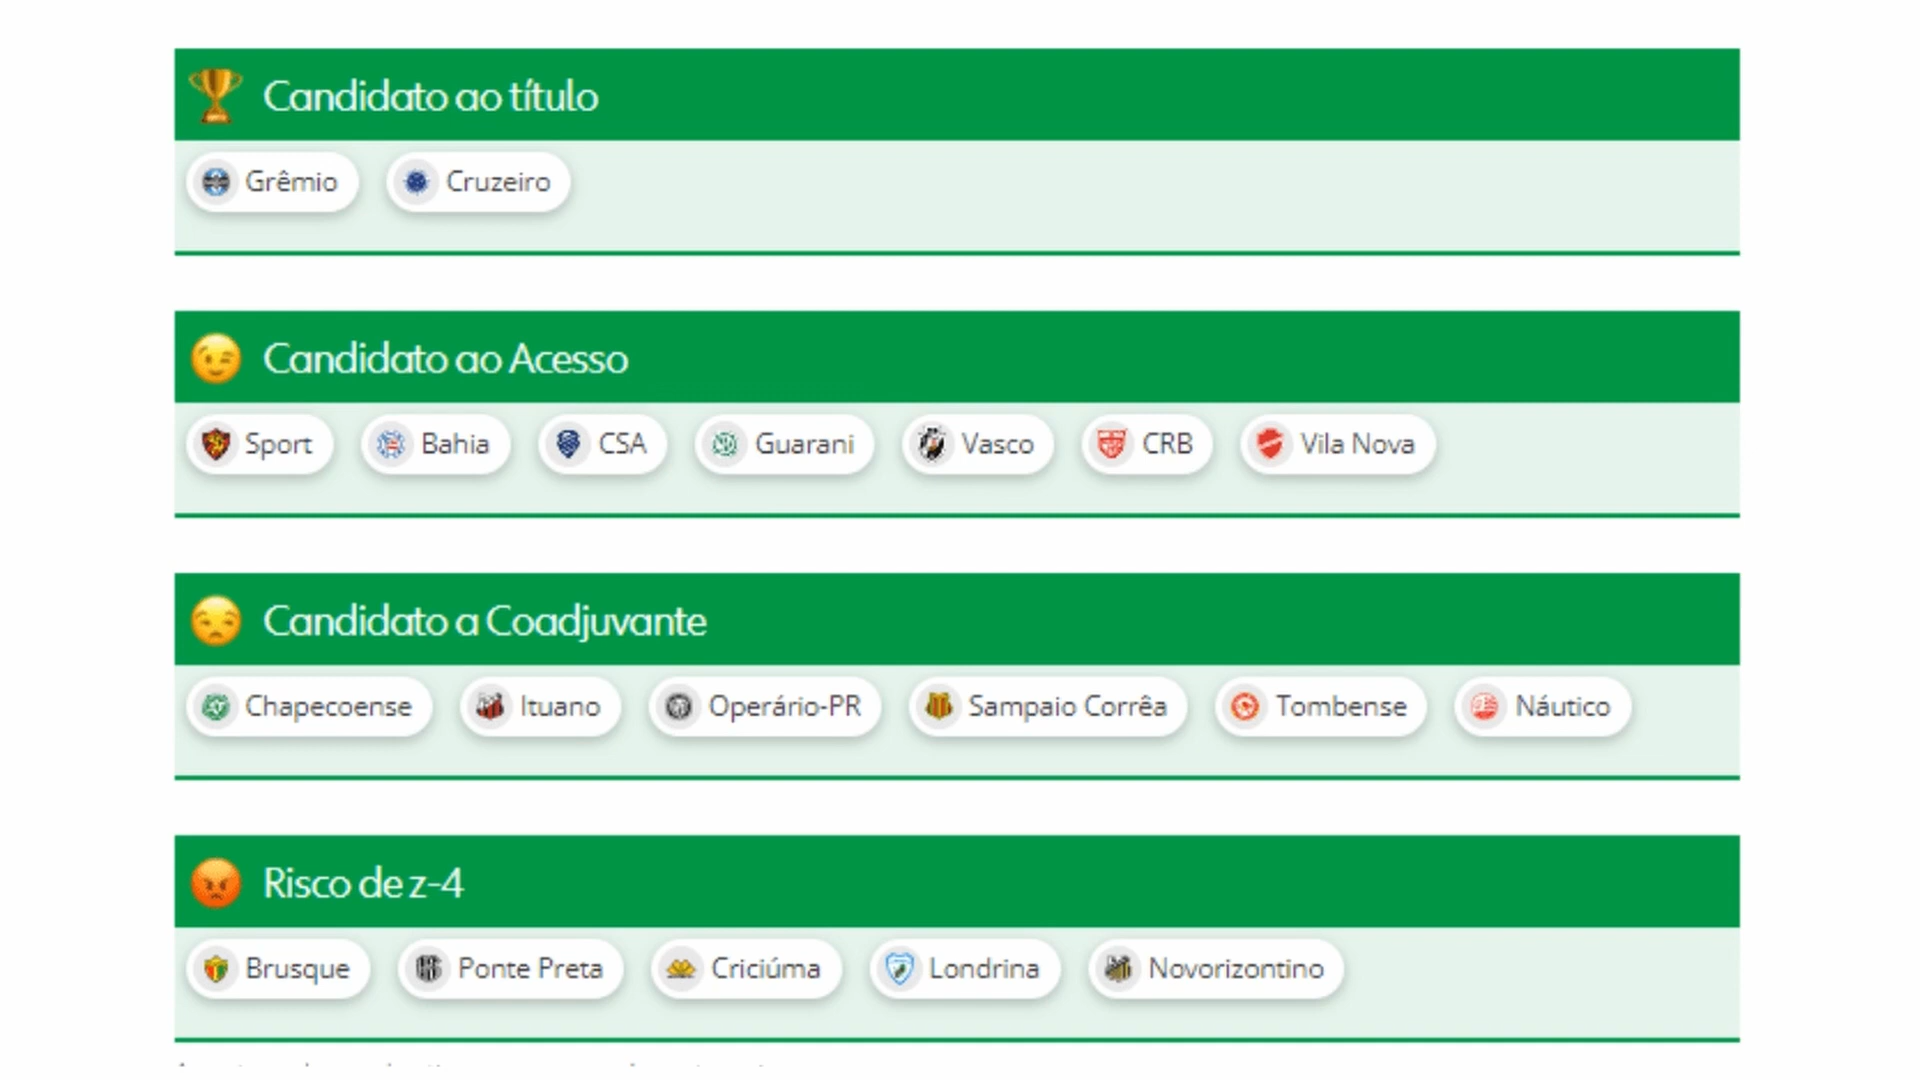 Candidato ao título
Grêmio Cruzeiro
Candidato ao Acesso
Sport Bahia CSA Guarani Vasco CRB Vila Nova
Candidato a Coadjuvante
Chapecoense Ituano Operário-PR Sampaio Corrêa Tombense Náutico
Risco de z-4
Brusque Ponte Preta Criciúma Londrina Novorizontino